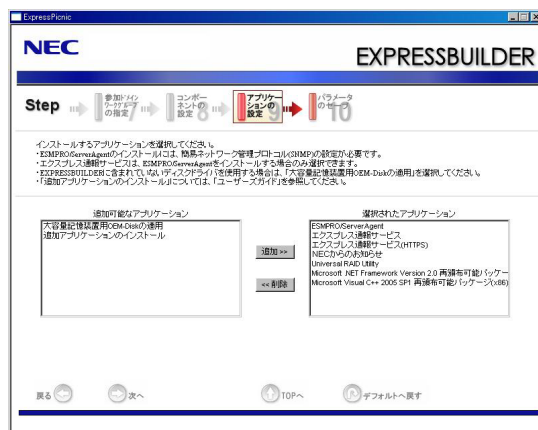 ExpressPicnic
NEC
EXPRESSBUILDER
Step
参加ドメイン
ワークグループ
の指定 7
コンポー
ネントの
設定 8
アプリケー
ションの
設定 9
パラメータ
のセーブ 10
インストールするアプリケーションを選択してください。
・ESMPRO/ServerAgentのインストールには、簡易ネットワーク管理プロトコル(SNMP)の設定が必要です。
・エクスプレス通報サービスは、ESMPRO/ServerAgentをインストールする場合のみ選択できます。
・EXPRESSBUILDERに含まれていないディスクドライバを使用する場合は、「大容量記憶装置用OEM-Diskの適用」を選択してください。
・「追加アプリケーションのインストール」については、「ユーザーズガイド」を参照してください。
追加可能なアプリケーション
大容量記憶装置用OEM-Diskの適用
追加アプリケーションのインストール
追加 >>
<< 削除
選択されたアプリケーション
ESMPRO/ServerAgent
エクスプレス通報サービス
エクスプレス通報サービス(HTTPS)
NECからのお知らせ
Universal RAID Utility
Microsoft .NET Framework Version 2.0 再頒布可能パッケー
Microsoft Visual C++ 2005 SP1 再頒布可能パッケージ(x86)
戻る
次へ
TOPへ
デフォルトへ戻す